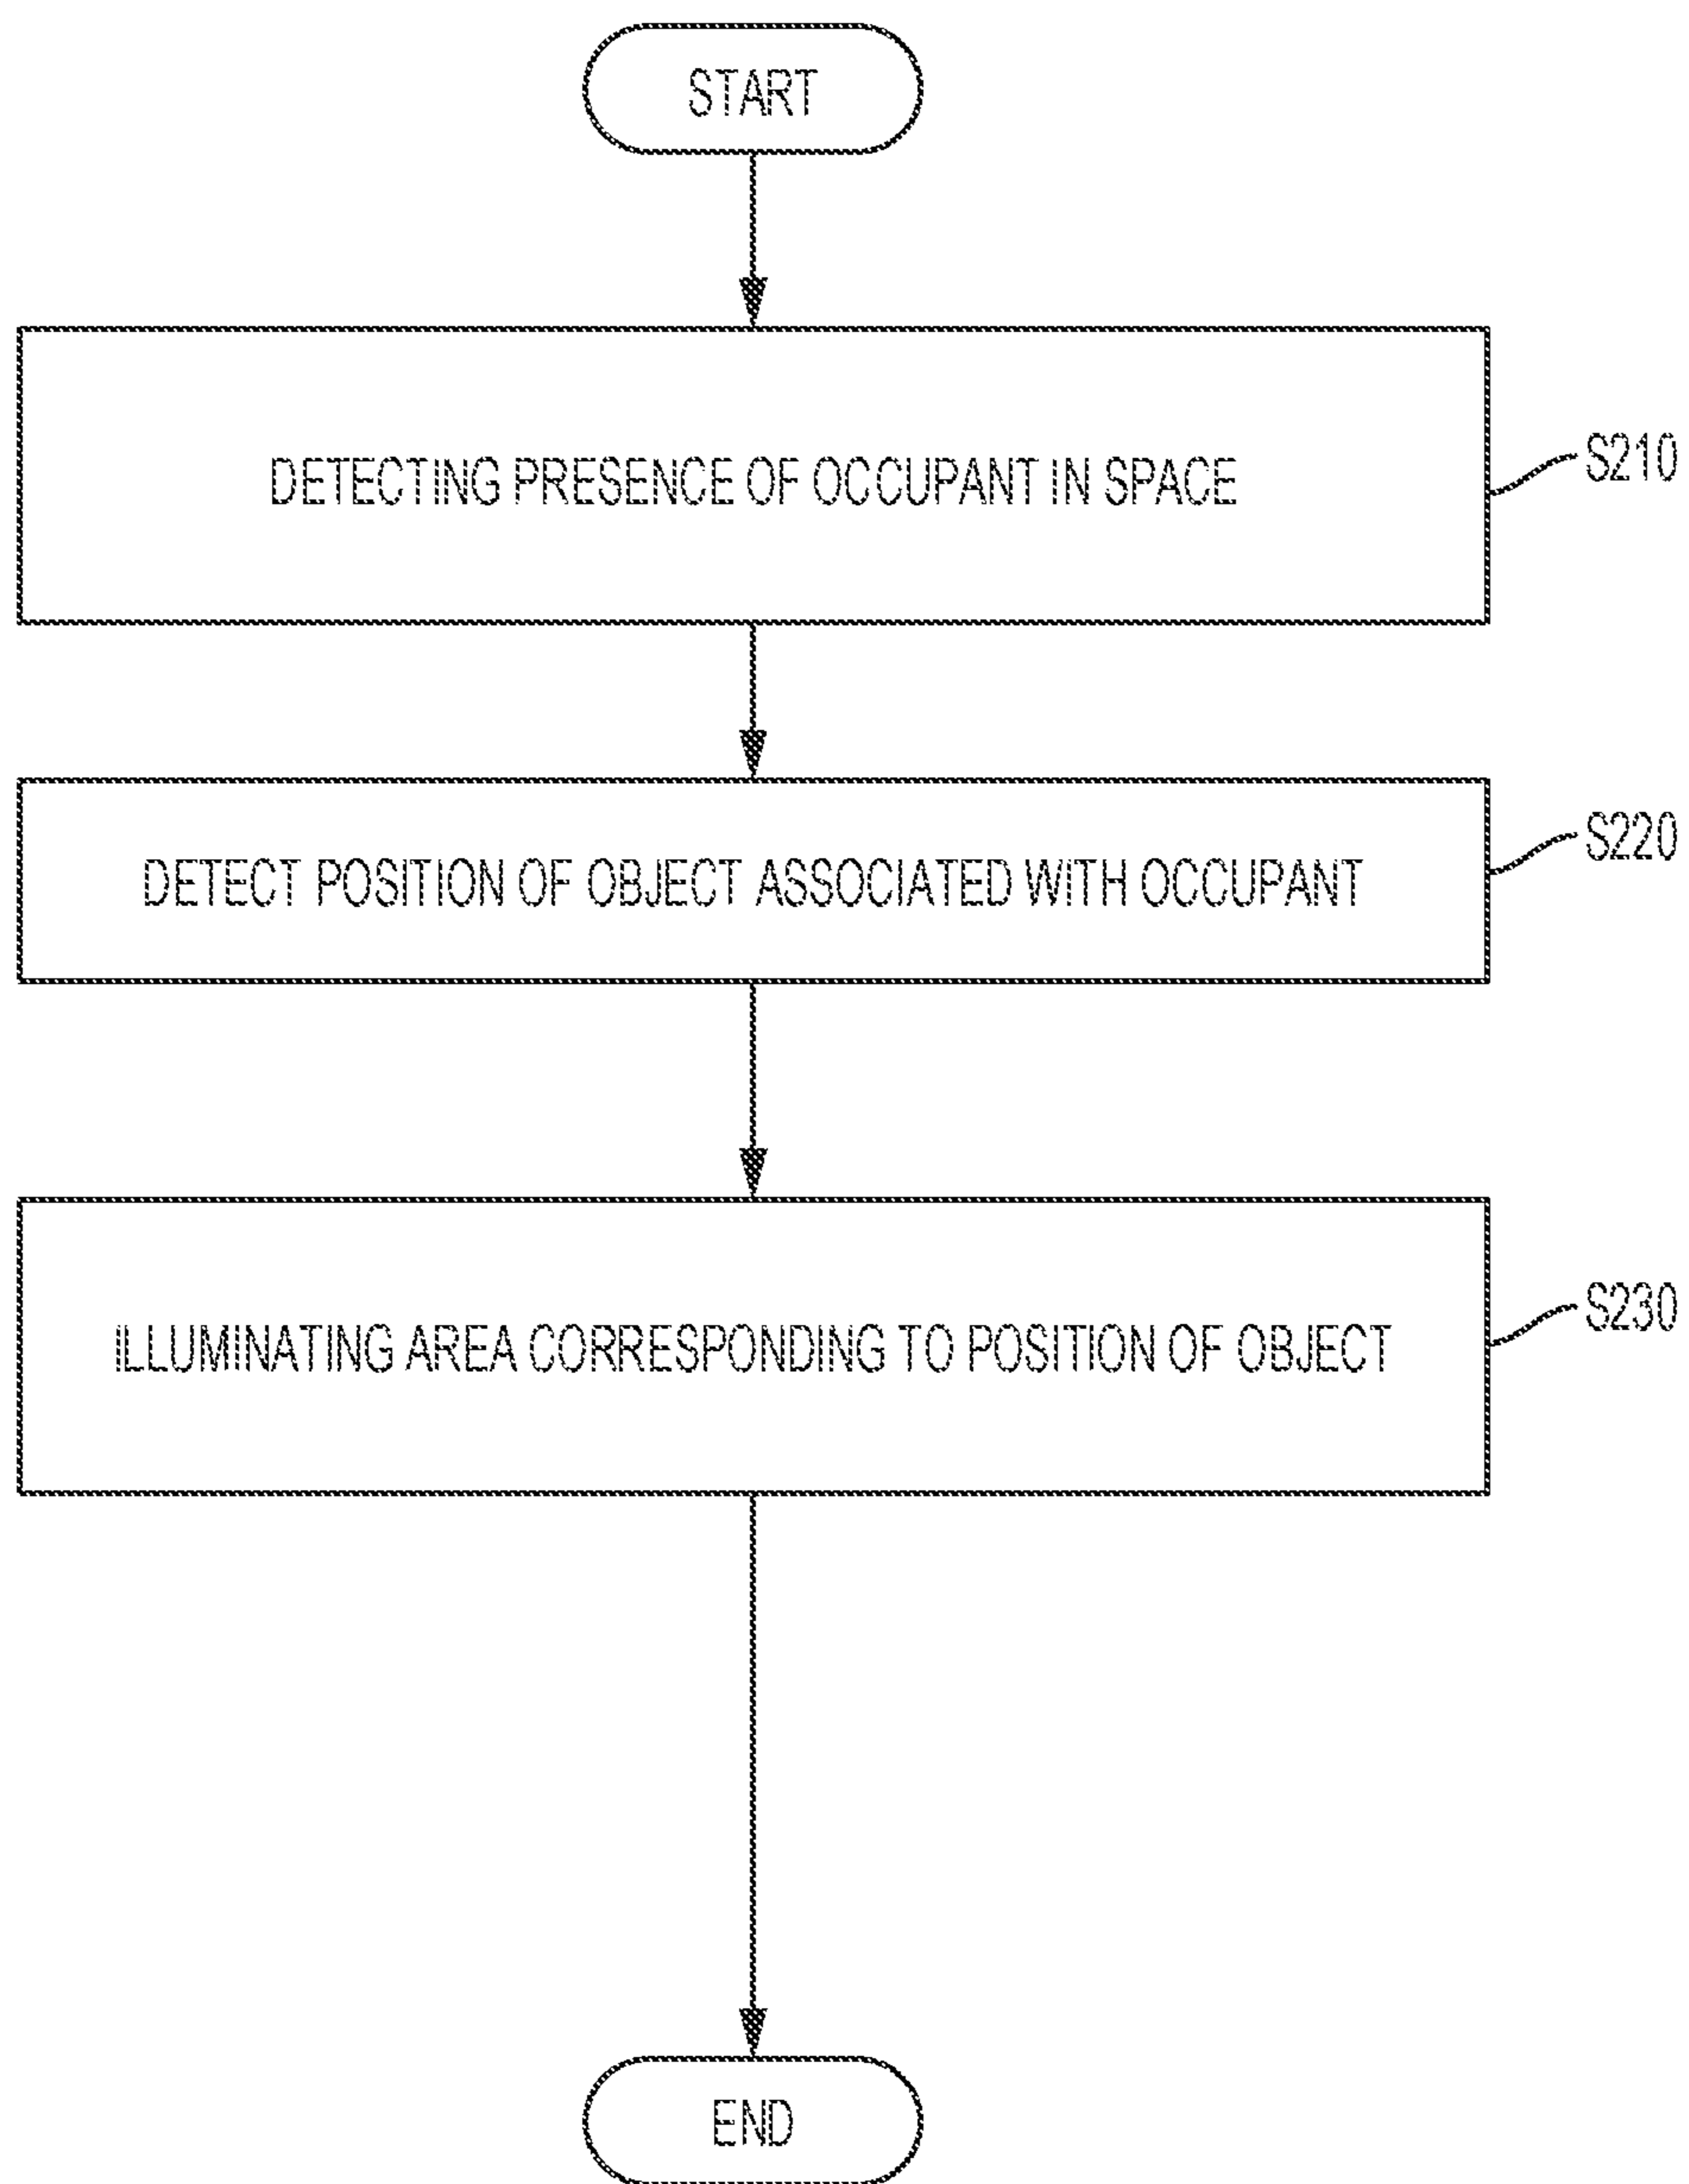 START
DETECTING PRESENCE OF OCCUPANT IN SPACE
S210
DETECT POSITION OF OBJECT ASSOCIATED WITH OCCUPANT
S220
ILLUMINATING AREA CORRESPONDING TO POSITION OF OBJECT
S230
END